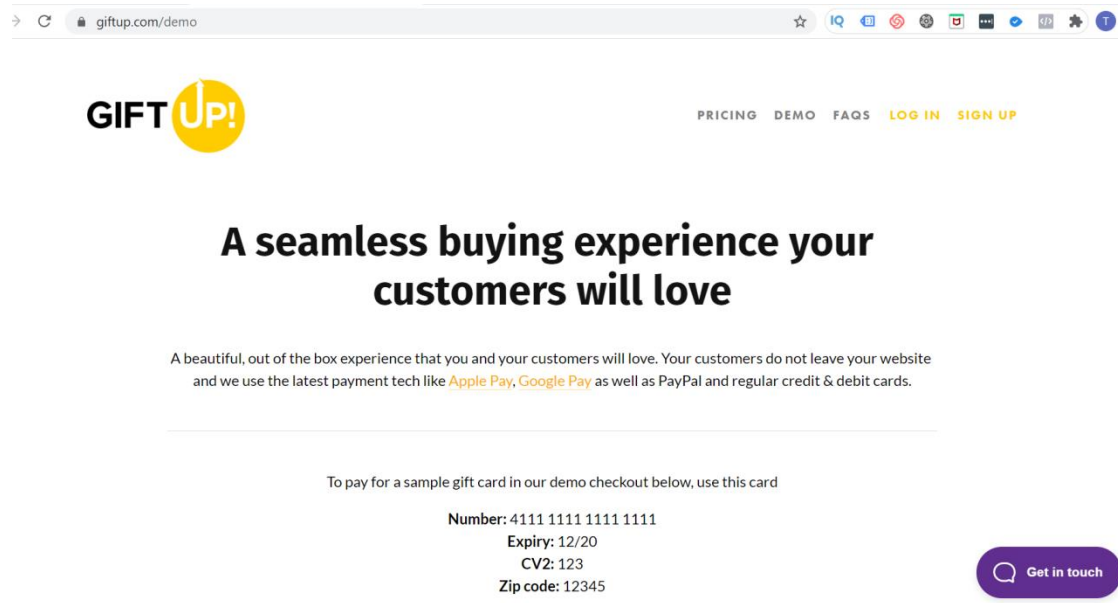 giftup.com/demo
IQ
T
GIFT UP!
PRICING DEMO FAQS LOG IN SIGN UP
A seamless buying experience your
customers will love
A beautiful, out of the box experience that you and your customers will love. Your customers do not leave your website
and we use the latest payment tech like Apple Pay, Google Pay as well as PayPal and regular credit & debit cards.
To pay for a sample gift card in our demo checkout below, use this card
Number: 4111 1111 1111 1111
Expiry: 12/20
CV2: 123
Zip code: 12345
Get in touch